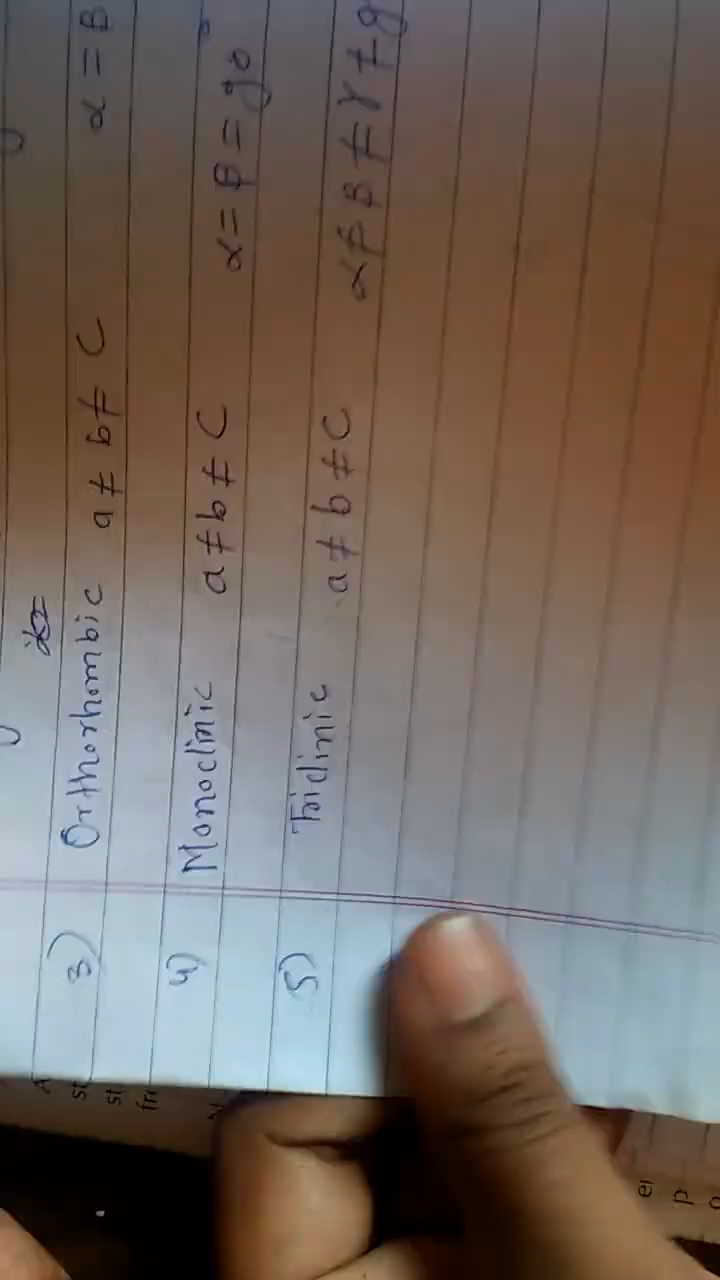 3) Orthorhombic a ≠ b ≠ C α = β
4) Monoclinic a ≠ b ≠ C α = β = 90
5) Triclinic a ≠ b ≠ C α ≠ β ≠ γ ≠ 9